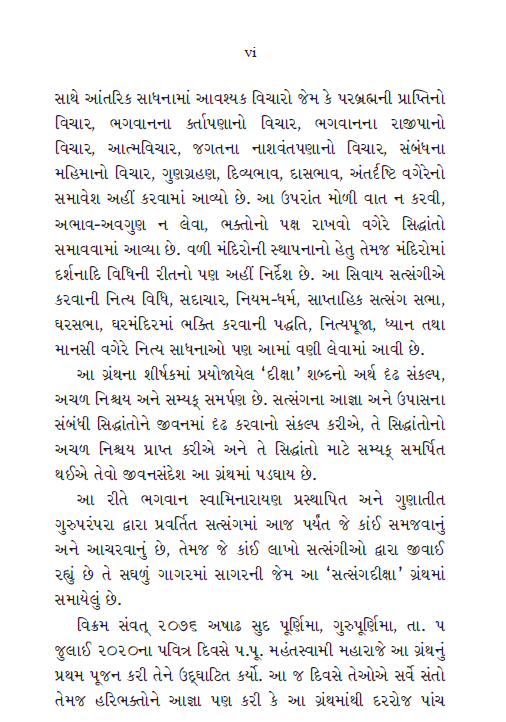 vi
સાથે આંતરિક સાધનામાં આવશ્યક વિચારો જેમ કે પરબ્રહ્મની પ્રાપ્તિનો
વિચાર, ભગવાનના કર્તાપણાનો વિચાર, ભગવાનના રાજીપાનો
વિચાર, આત્મવિચાર, જગતના નાશવંતપણાનો વિચાર, સંબંધના
મહિમાનો વિચાર, ગુણગ્રહણ, દિવ્યભાવ, દાસભાવ, અંતર્દૃષ્ટિ વગેરેનો
સમાવેશ અહીં કરવામાં આવ્યો છે. આ ઉપરાંત મોળી વાત ન કરવી,
અભાવ-અવગુણ ન લેવા, ભક્તોનો પક્ષ રાખવો વગેરે સિદ્ધાંતો
સમાવવામાં આવ્યા છે. વળી મંદિરોની સ્થાપનાનો હેતુ તેમજ મંદિરોમાં
દર્શનાદિ વિધિની રીતનો પણ અહીં નિર્દેશ છે. આ સિવાય સત્સંગીએ
કરવાની નિત્ય વિધિ, સદાચાર, નિયમ-ધર્મ, સાપ્તાહિક સત્સંગ સભા,
ઘરસભા, ઘરમંદિરમાં ભક્તિ કરવાની પદ્ધતિ, નિત્યપૂજા, ધ્યાન તથા
માનસી વગેરે નિત્ય સાધનાઓ પણ આમાં વણી લેવામાં આવી છે.
આ ગ્રંથના શીર્ષકમાં પ્રયોજાયેલ ‘દીક્ષા’ શબ્દનો અર્થ દૃઢ સંકલ્પ,
અચળ નિશ્ચય અને સમ્યક્ સમર્પણ છે. સત્સંગના આજ્ઞા અને ઉપાસના
સંબંધી સિદ્ધાંતોને જીવનમાં દૃઢ કરવાનો સંકલ્પ કરીએ, તે સિદ્ધાંતોનો
અચળ નિશ્ચય પ્રાપ્ત કરીએ અને તે સિદ્ધાંતો માટે સમ્યક્ સમર્પિત
થઈએ તેવો જીવનસંદેશ આ ગ્રંથમાં પડઘાય છે.
આ રીતે ભગવાન સ્વામિનારાયણ પ્રસ્થાપિત અને ગુણાતીત
ગુરુપરંપરા દ્વારા પ્રવર્તિત સત્સંગમાં આજ પર્યંત જે કાંઈ સમજવાનું
અને આચરવાનું છે, તેમજ જે કાંઈ લાખો સત્સંગીઓ દ્વારા જીવાઈ
રહ્યું છે તે સઘળું ગાગરમાં સાગરની જેમ આ ‘સત્સંગદીક્ષા’ ગ્રંથમાં
સમાયેલું છે.
વિક્રમ સંવત્ ૨૦૭૬ અષાઢ સુદ પૂર્ણિમા, ગુરુપૂર્ણિમા, તા. ૫
જુલાઈ ૨૦૨૦ના પવિત્ર દિવસે પ.પૂ. મહંતસ્વામી મહારાજે આ ગ્રંથનું
પ્રથમ પૂજન કરી તેને ઉદ્ઘાટિત કર્યો. આ જ દિવસે તેઓએ સર્વે સંતો
તેમજ હરિભક્તોને આજ્ઞા પણ કરી કે આ ગ્રંથમાંથી દરરોજ પાંચ